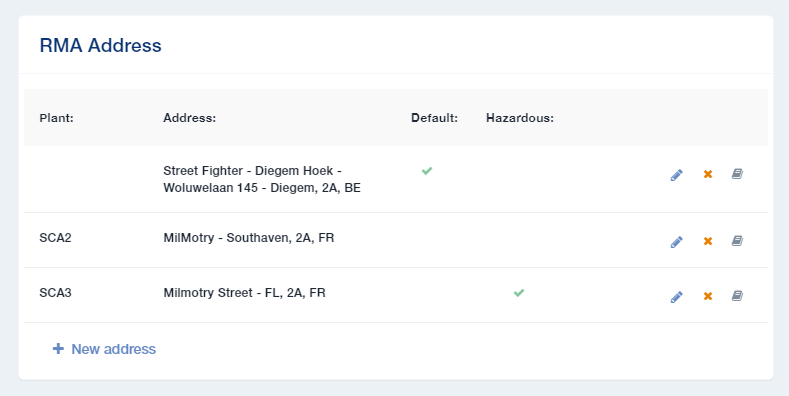 RMA Address
Plant: Address: Default: Hazardous:
Street Fighter - Diegem Hoek -
Woluwelaan 145 - Diegem, 2A, BE
SCA2 MilMotry - Southaven, 2A, FR
SCA3 Milmotry Street - FL, 2A, FR
New address